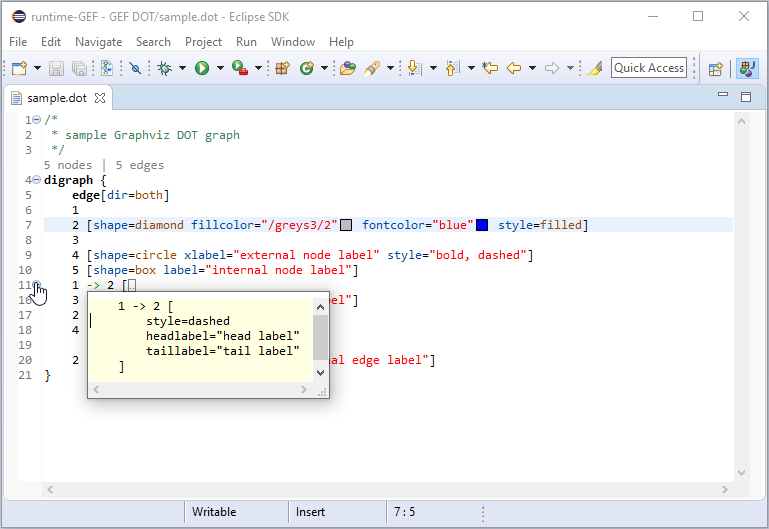 runtime-GEF - GEF DOT/sample.dot - Eclipse SDK
File Edit Navigate Search Project Run Window Help
Quick Access
sample.dot
1 /*
2 * sample Graphviz DOT graph
3 */
5 nodes | 5 edges
4 digraph {
5 edge[dir=both]
6 1
7 2 [shape=diamond fillcolor="/greys3/2" fontcolor="blue" style=filled]
8 3
9 4 [shape=circle xlabel="external node label" style="bold, dashed"]
10 5 [shape=box label="internal node label"]
11 1 -> 2 [..
16 3 el"]
17 2
18 4
19
20 2 al edge label"]
21 }
1 -> 2 [
style=dashed
headlabel="head label"
taillabel="tail label"
]
Writable Insert 7 : 5